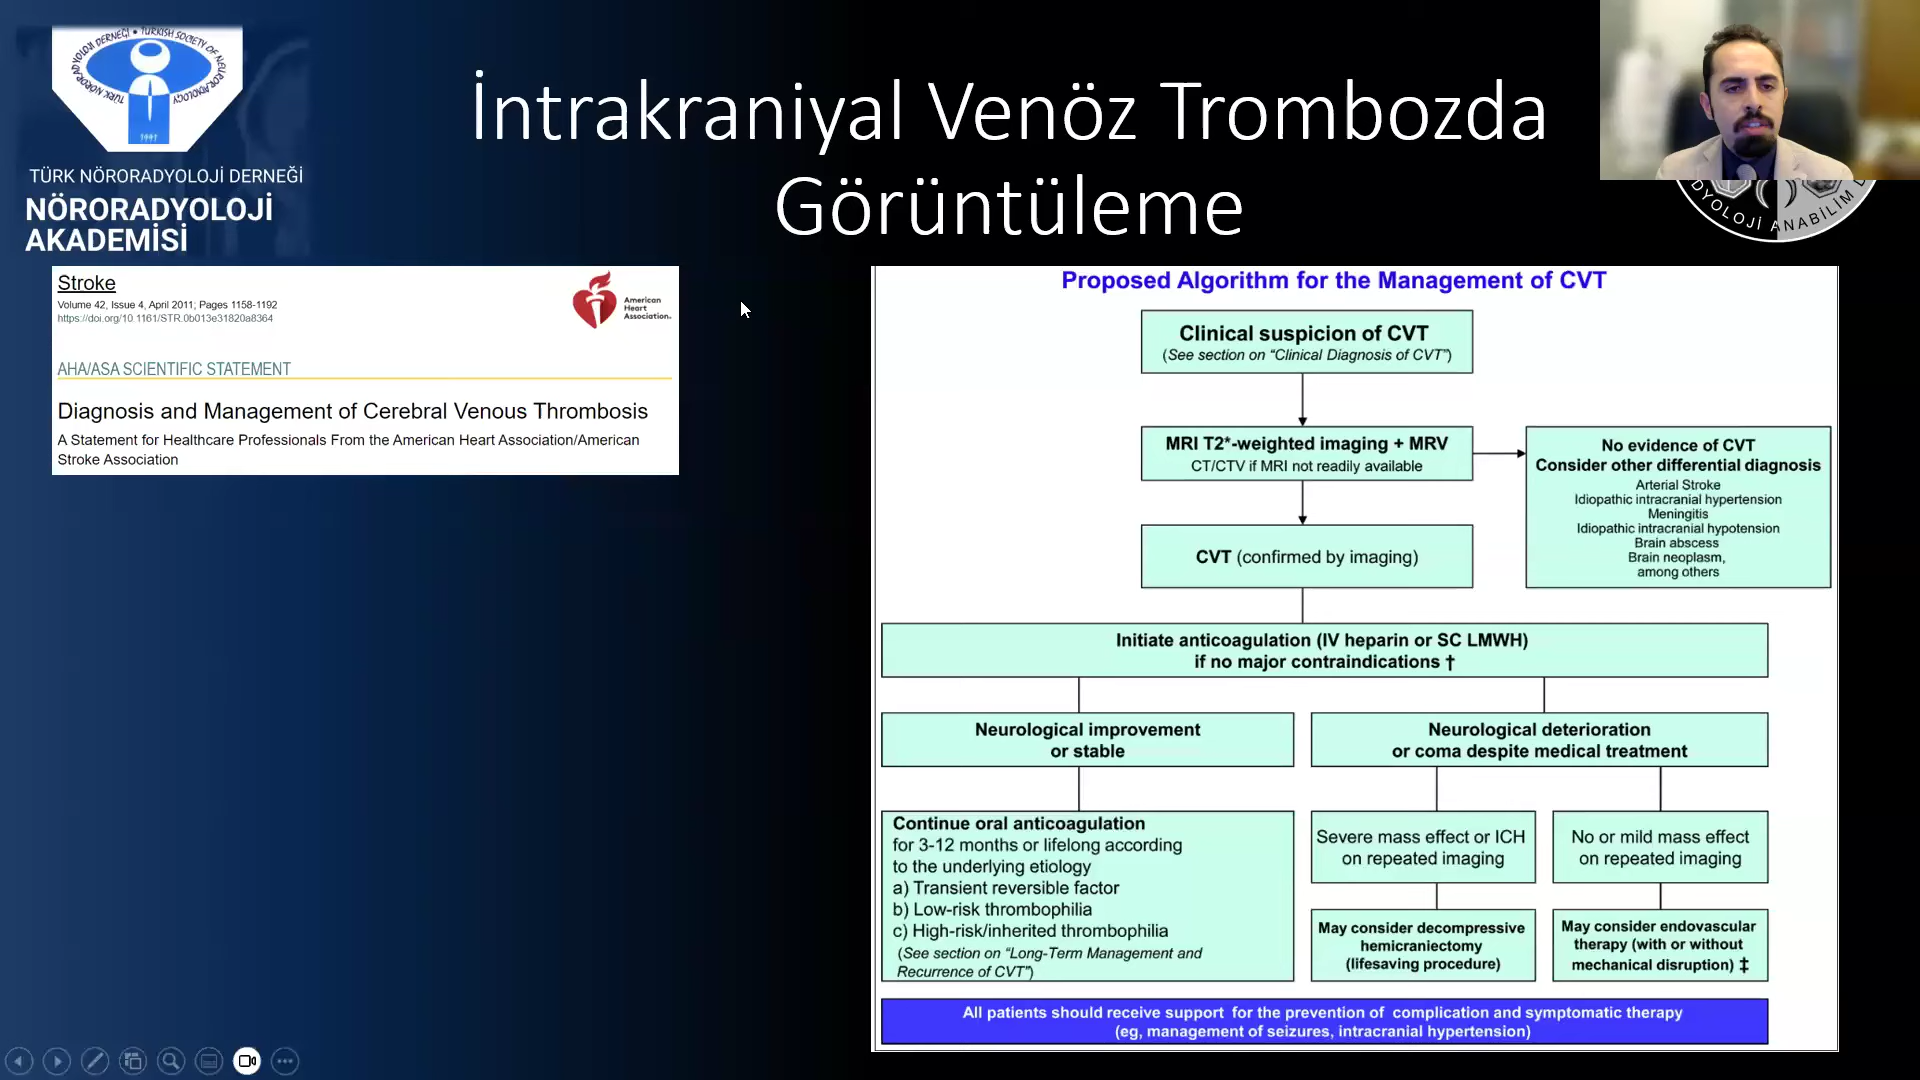 TÜRK NÖRORADYOLOJİ DERNEĞİ • TURKISH SOCIETY OF NEURORADIOLOGY
1991
TÜRK NÖRORADYOLOJİ DERNEĞİ
NÖRORADYOLOJİ
AKADEMİSİ
İntrakraniyal Venöz Trombozda
Görüntüleme
DYOLOJİ ANABİLİM D
Stroke
Volume 42, Issue 4, April 2011; Pages 1158-1192
https://doi.org/10.1161/STR.0b013e31820a8364
American
Heart
Association.
AHA/ASA SCIENTIFIC STATEMENT
Diagnosis and Management of Cerebral Venous Thrombosis
A Statement for Healthcare Professionals From the American Heart Association/American
Stroke Association
Proposed Algorithm for the Management of CVT
Clinical suspicion of CVT
(See section on “Clinical Diagnosis of CVT”)
MRI T2*-weighted imaging + MRV
CT/CTV if MRI not readily available
No evidence of CVT
Consider other differential diagnosis
Arterial Stroke
Idiopathic intracranial hypertension
Meningitis
Idiopathic intracranial hypotension
Brain abscess
Brain neoplasm,
among others
CVT (confirmed by imaging)
Initiate anticoagulation (IV heparin or SC LMWH)
if no major contraindications †
Neurological improvement
or stable
Neurological deterioration
or coma despite medical treatment
Continue oral anticoagulation
for 3-12 months or lifelong according
to the underlying etiology
a) Transient reversible factor
b) Low-risk thrombophilia
c) High-risk/inherited thrombophilia
(See section on “Long-Term Management and
Recurrence of CVT”)
Severe mass effect or ICH
on repeated imaging
No or mild mass effect
on repeated imaging
May consider decompressive
hemicraniectomy
(lifesaving procedure)
May consider endovascular
therapy (with or without
mechanical disruption) ‡
All patients should receive support for the prevention of complication and symptomatic therapy
(eg, management of seizures, intracranial hypertension)